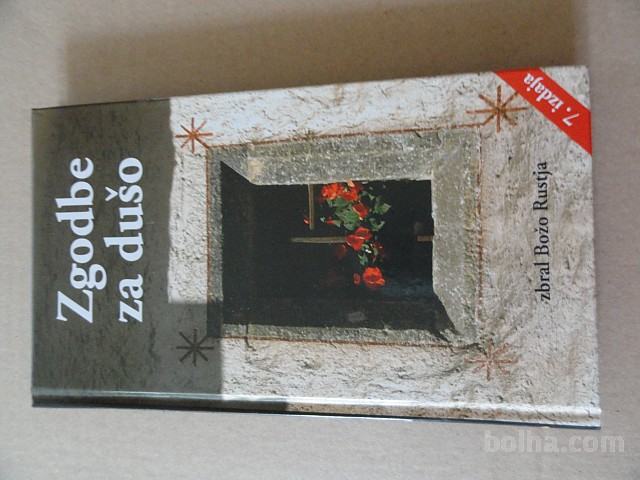 Zgodbe
za dušo
7. izdaja
zbral Božo Rustja
bolha.com